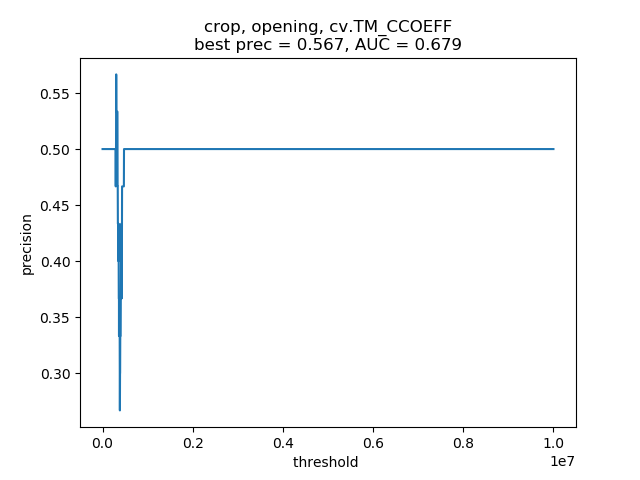 crop, opening, cv.TM_CCOEFF
best prec = 0.567, AUC = 0.679
precision
0.55
0.50
0.45
0.40
0.35
0.30
0.0 0.2 0.4 0.6 0.8 1.0
1e7
threshold